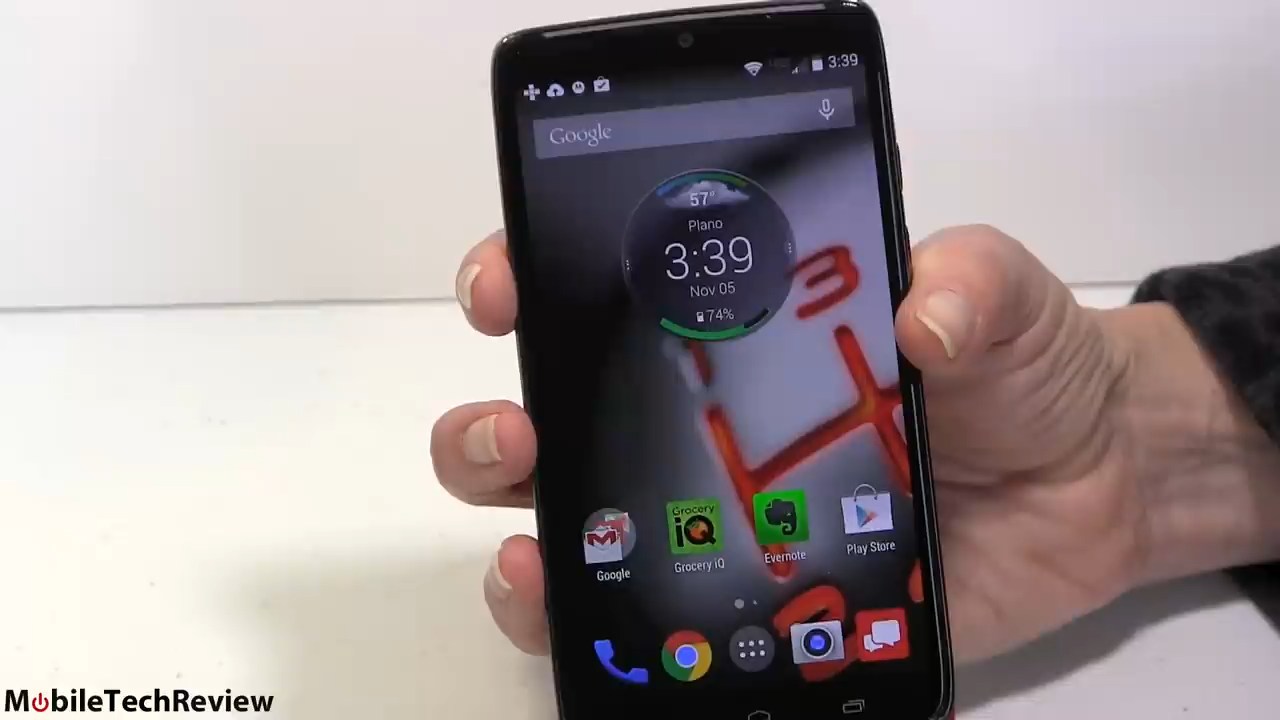 3:39
Google
57°
Plano
3:39
Nov 05
74%
3
Google
Grocery iQ
Grocery iQ
Evernote
Play Store
MobileTechReview